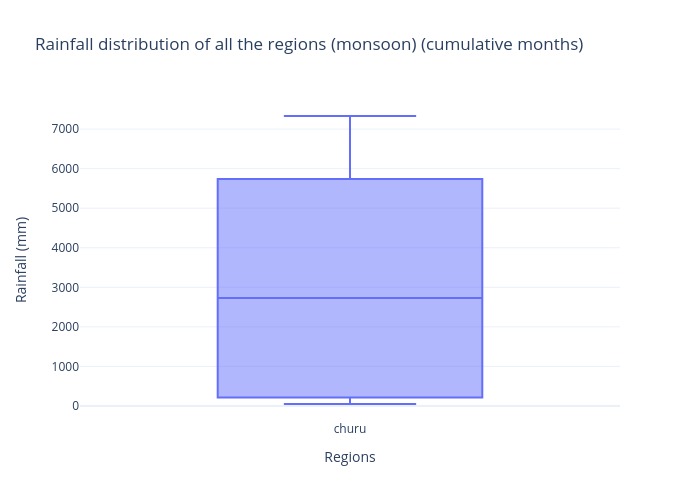 Rainfall distribution of all the regions (monsoon) (cumulative months)
7000
6000
5000
4000
3000
2000
1000
0
Rainfall (mm)
churu
Regions